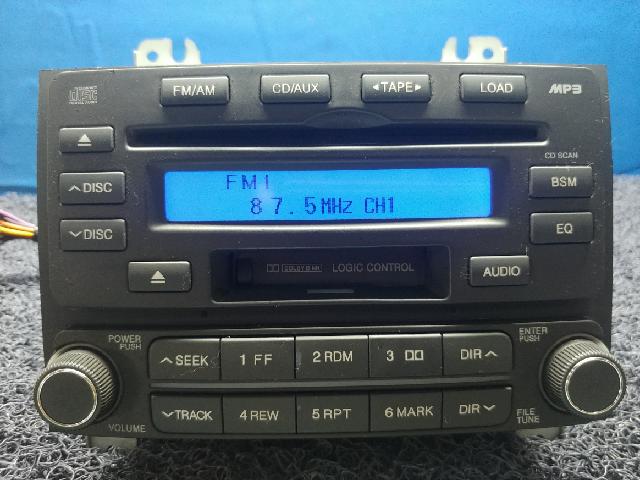 FM/AM CD/AUX ◄TAPE► LOAD MP3
CD SCAN
DISC BSM
FM1
87.5MHz CH1
DISC EQ
DOLBY B NR LOGIC CONTROL AUDIO
POWER PUSH ENTER PUSH
SEEK 1 FF 2 RDM 3 DIR
TRACK 4 REW 5 RPT 6 MARK DIR
VOLUME FILE TUNE